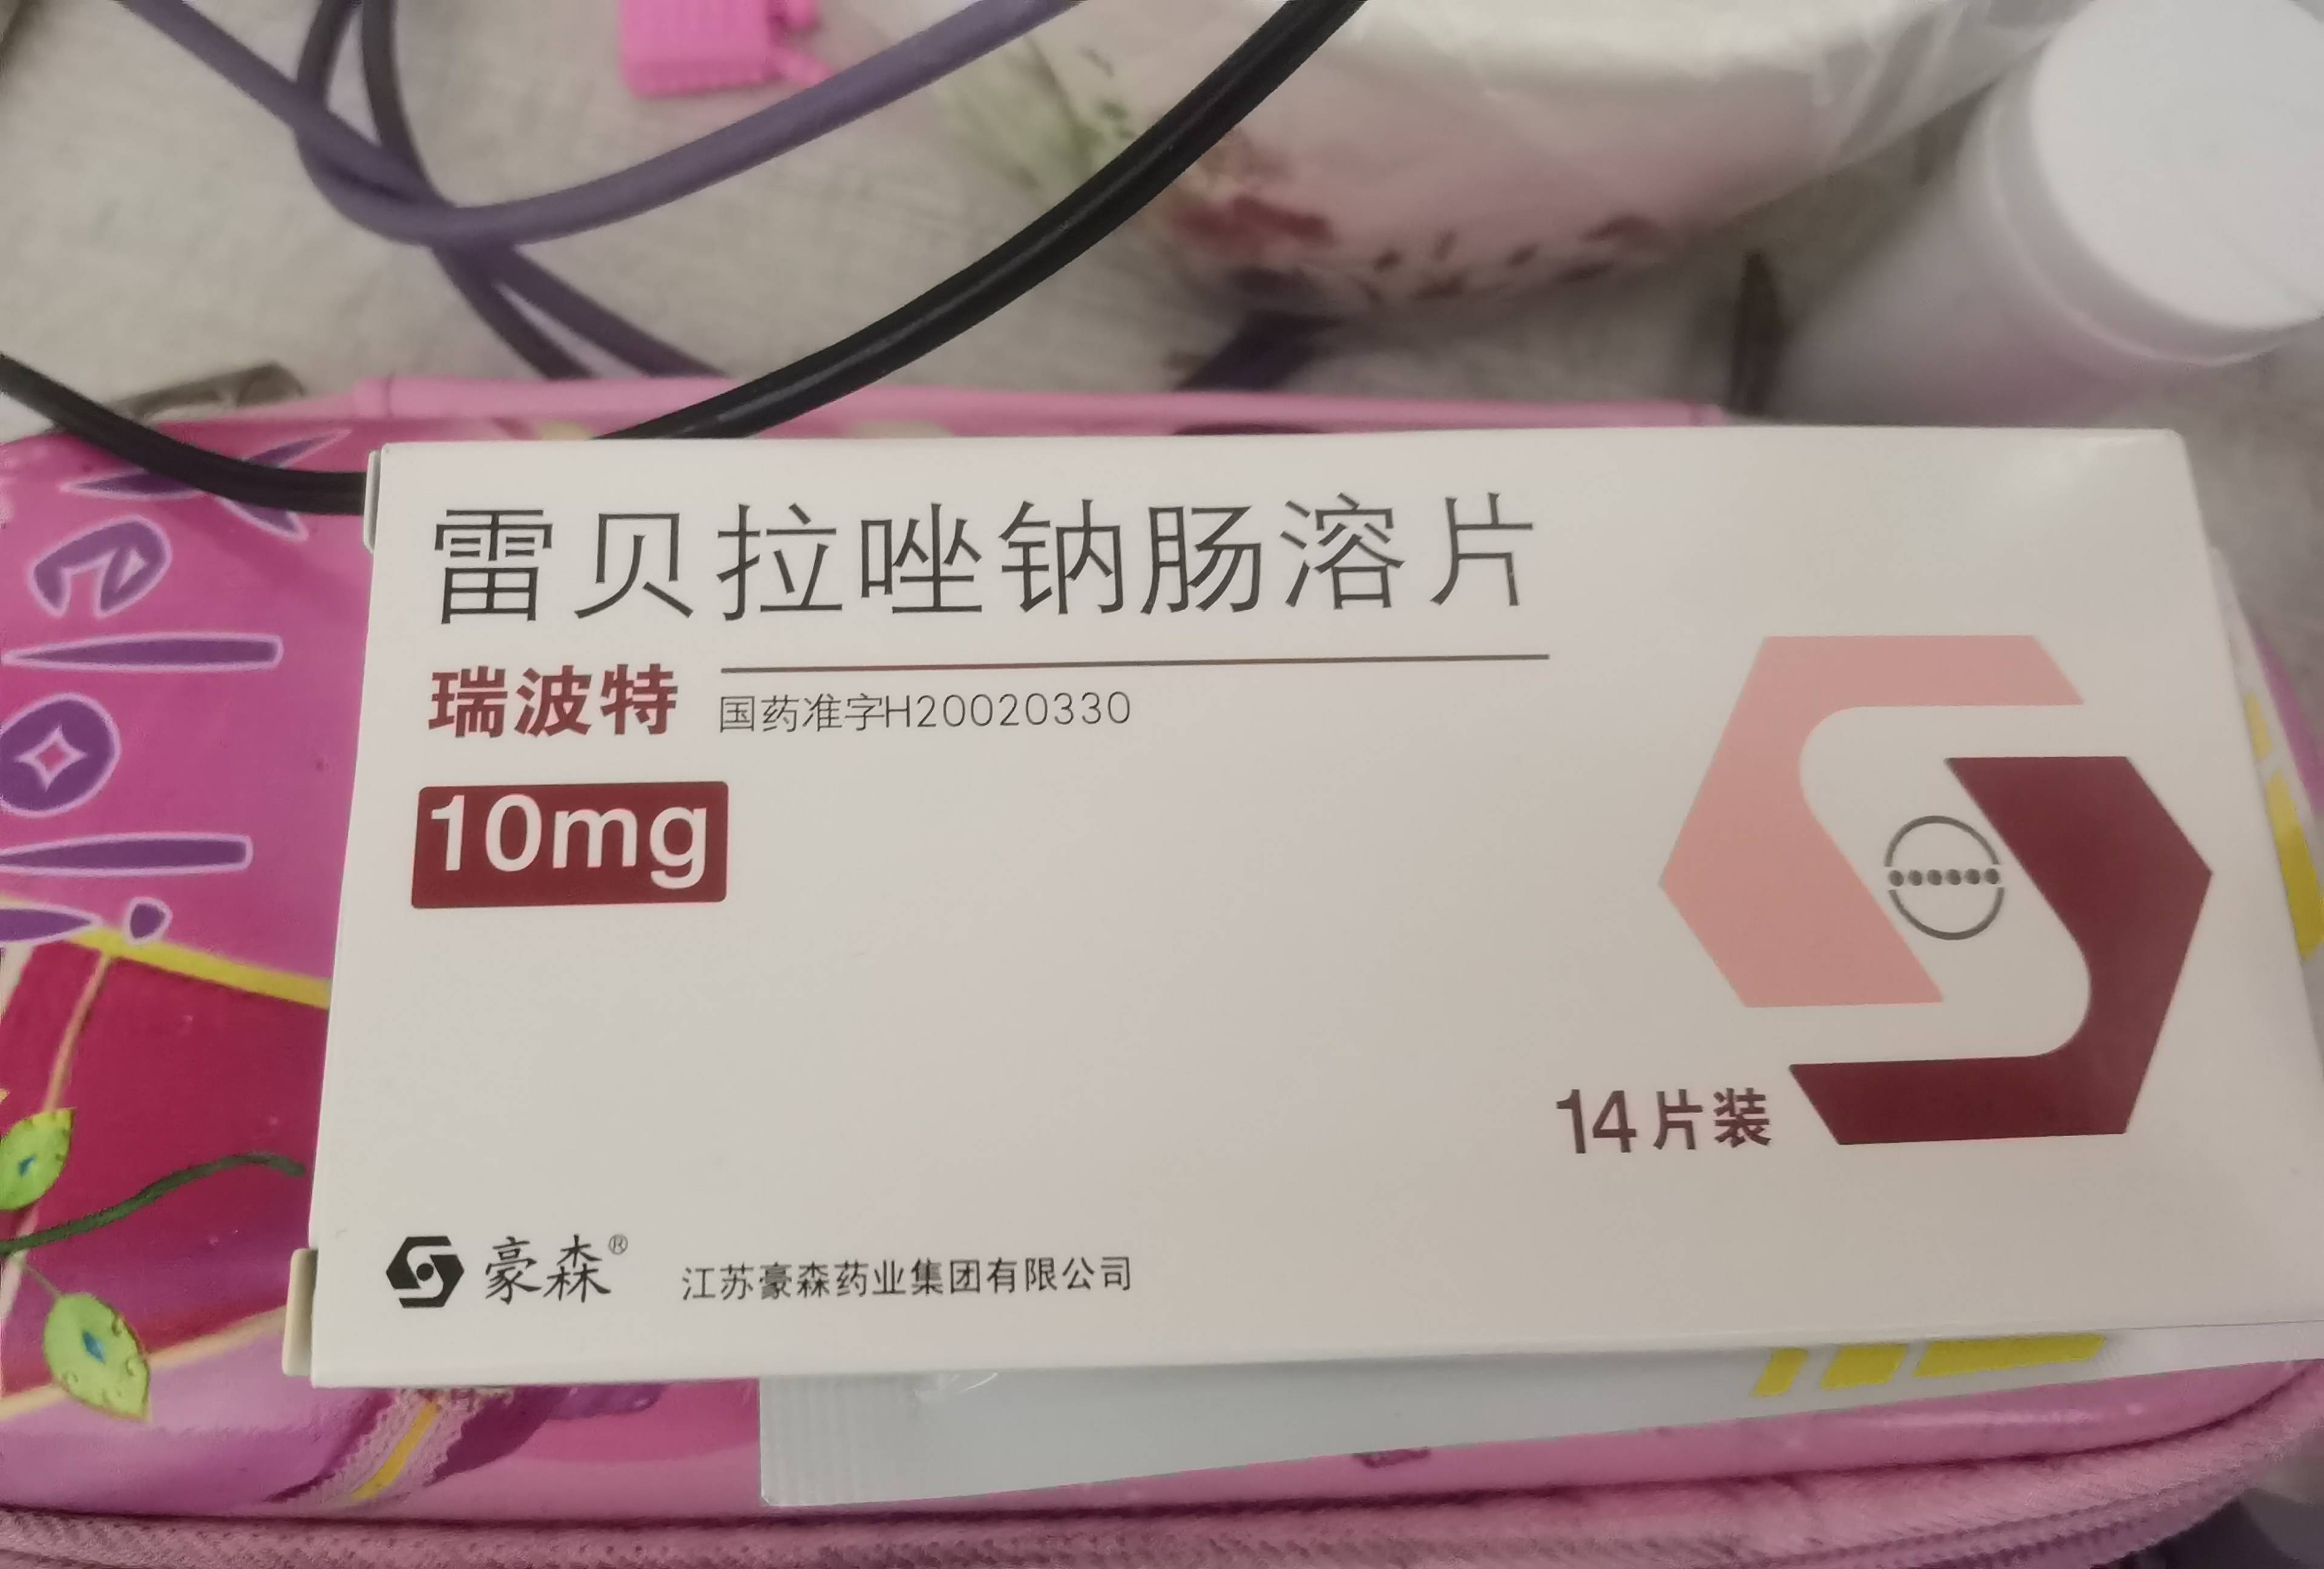 雷贝拉唑钠肠溶片
瑞波特
国药准字H20020330
10mg
14片装
豪森®
江苏豪森药业集团有限公司